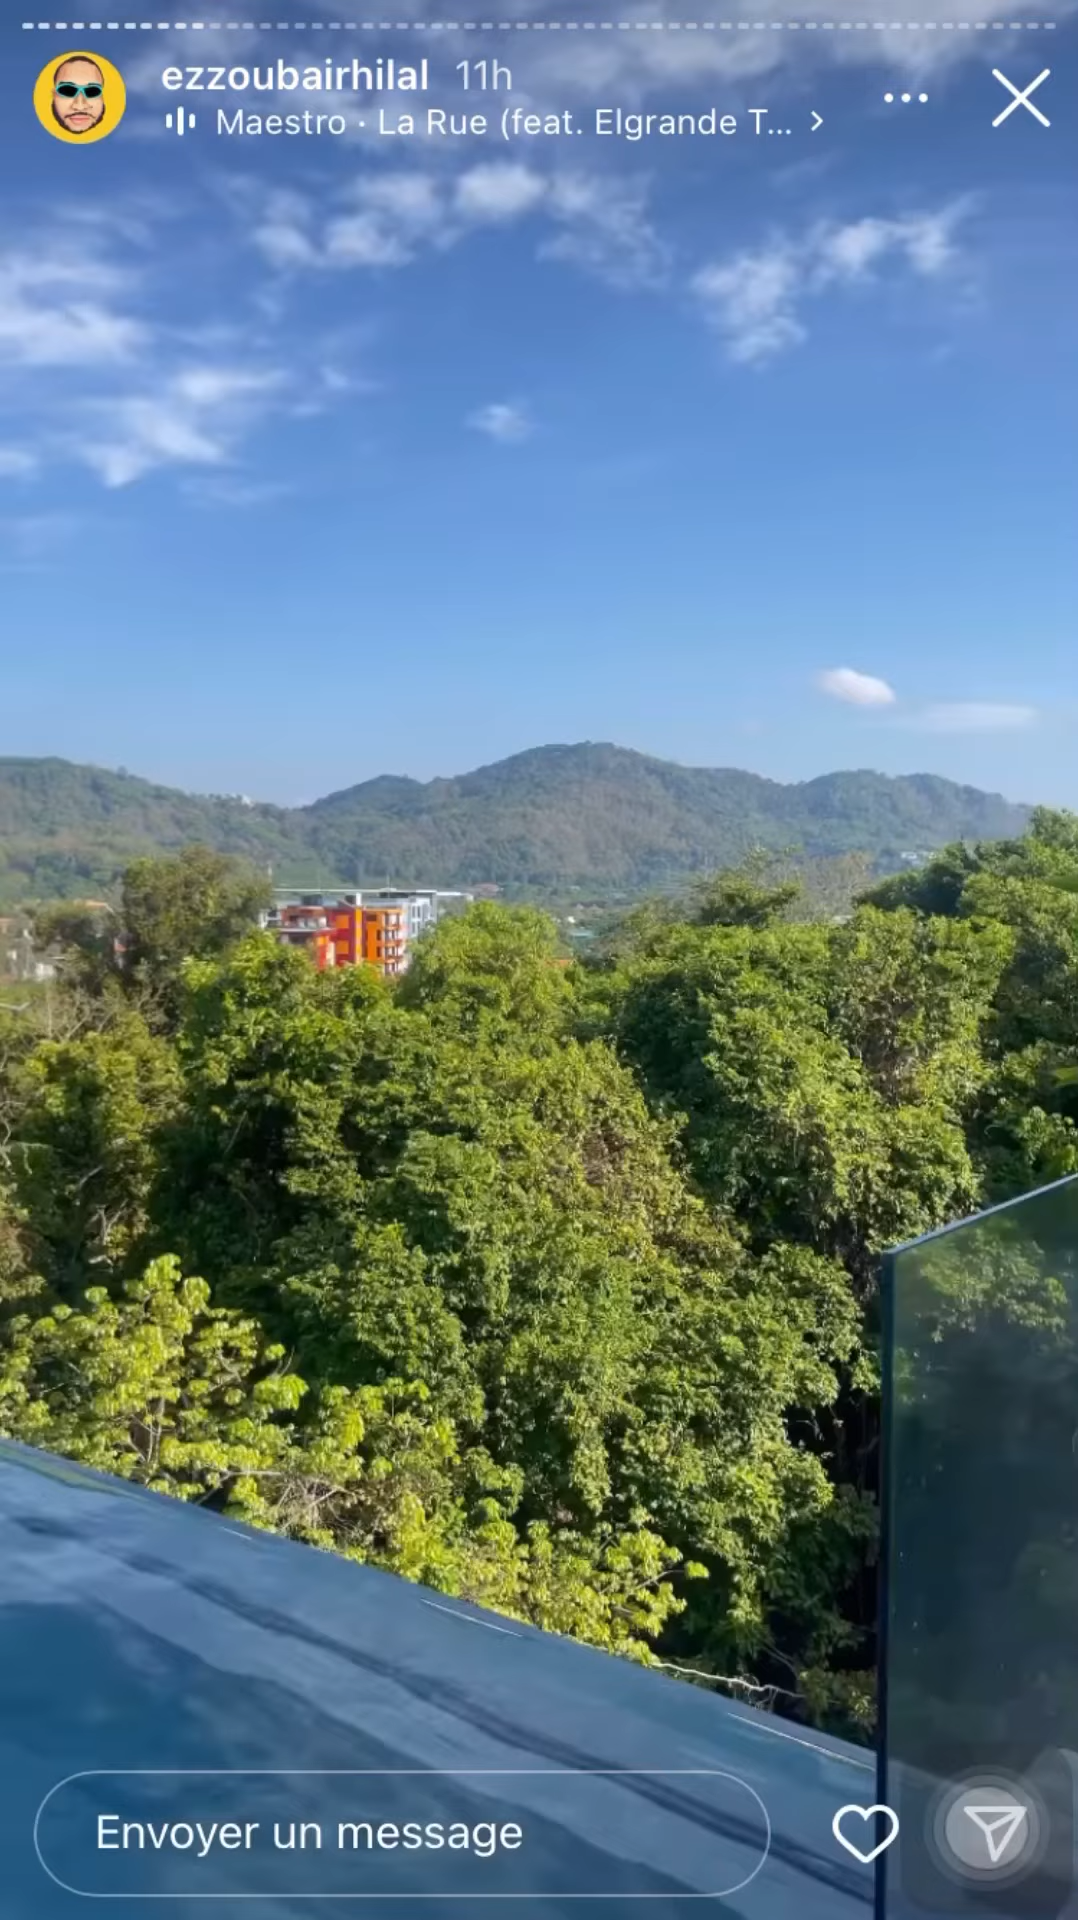 ezzoubairhilal 11h
Maestro · La Rue (feat. Elgrande T... >
Envoyer un message